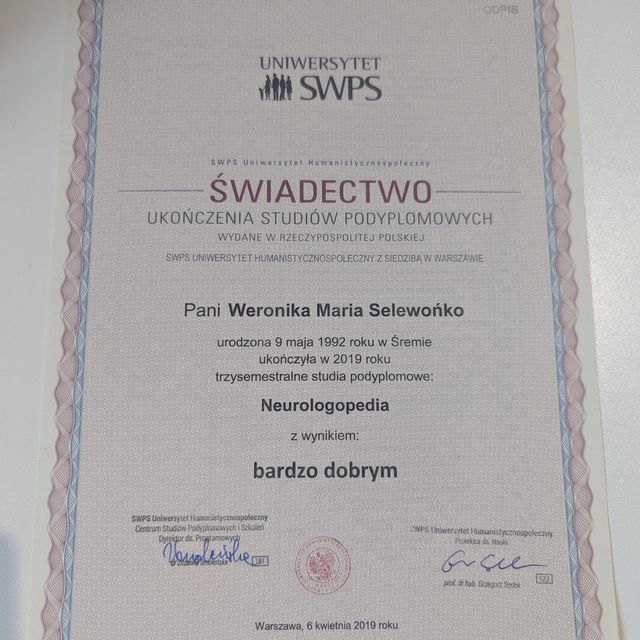 ODPIS
UNIWERSYTET
SWPS
SWPS Uniwersytet Humanistycznospołeczny
ŚWIADECTWO
UKOŃCZENIA STUDIÓW PODYPLOMOWYCH
WYDANE W RZECZYPOSPOLITEJ POLSKIEJ
SWPS UNIWERSYTET HUMANISTYCZNOSPOŁECZNY Z SIEDZIBĄ W WARSZAWIE
Pani Weronika Maria Selewońko
urodzona 9 maja 1992 roku w Śremie
ukończyła w 2019 roku
trzysemestralne studia podyplomowe:
Neurologopedia
z wynikiem:
bardzo dobrym
SWPS Uniwersytet Humanistycznospołeczny
Centrum Studiów Podyplomowych i Szkoleń
Dyrektor ds. Programowych
Smoleńska
SWPS Uniwersytet Humanistycznospołeczny
Prorektor ds. Nauki
prof. dr hab. Grzegorz Sędek
522
Warszawa, 6 kwietnia 2019 roku